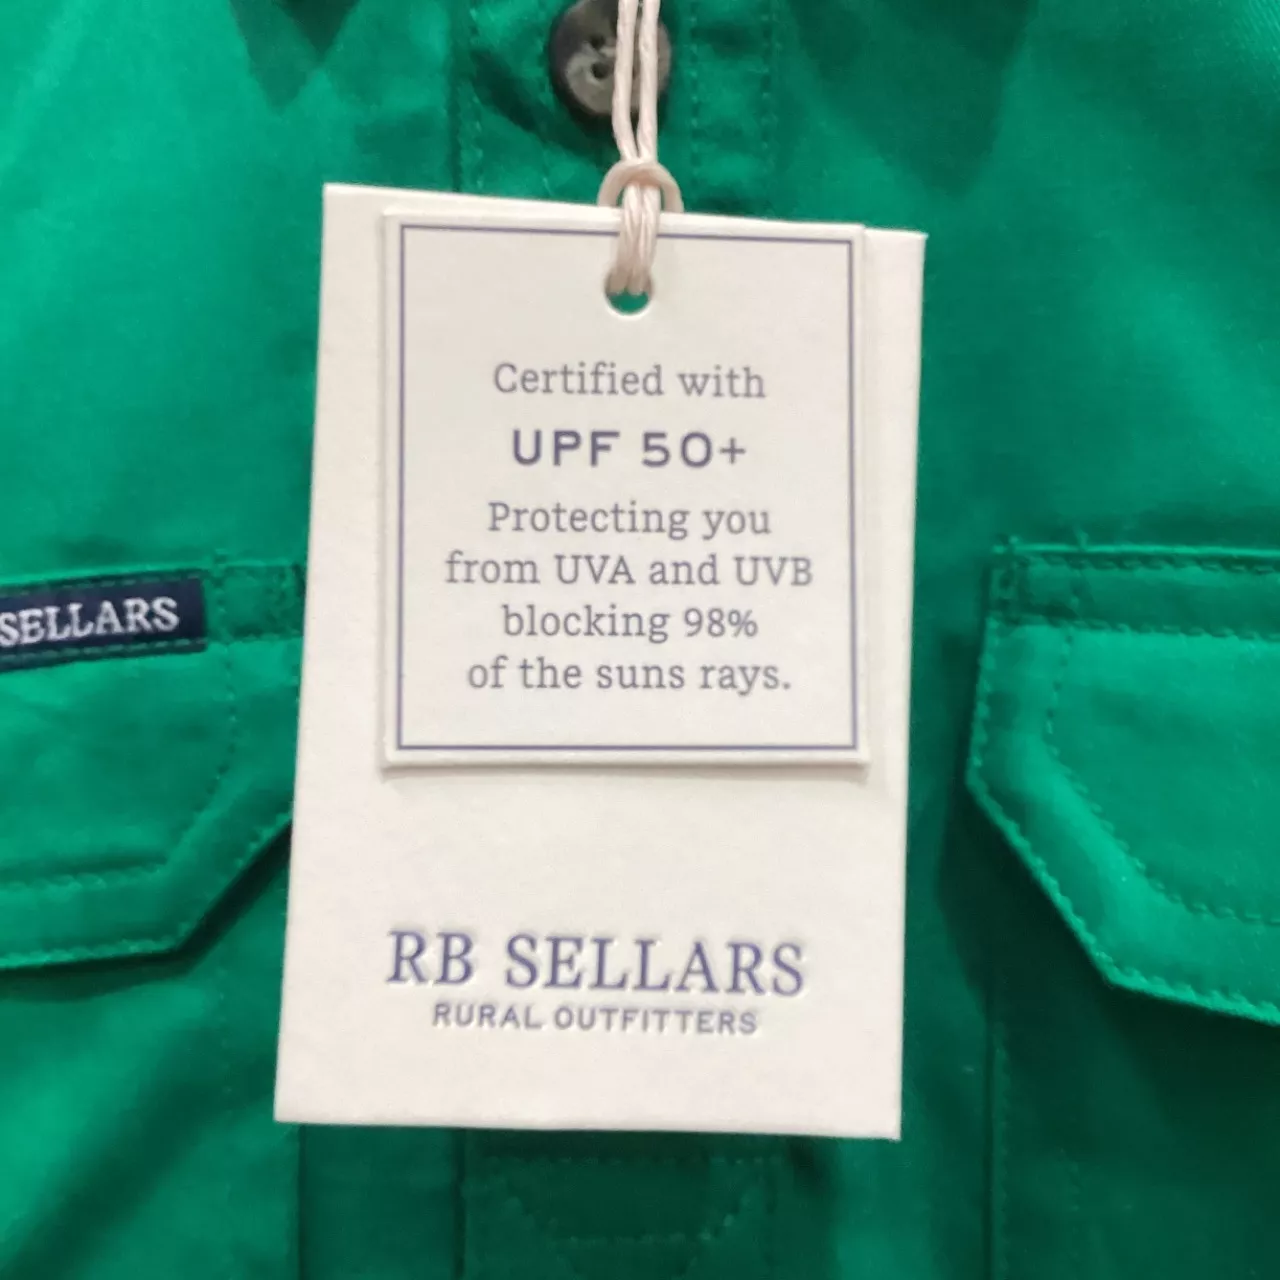 Certified with
UPF 50+
Protecting you
from UVA and UVB
blocking 98%
of the suns rays.
SELLARS
RB SELLARS
RURAL OUTFITTERS